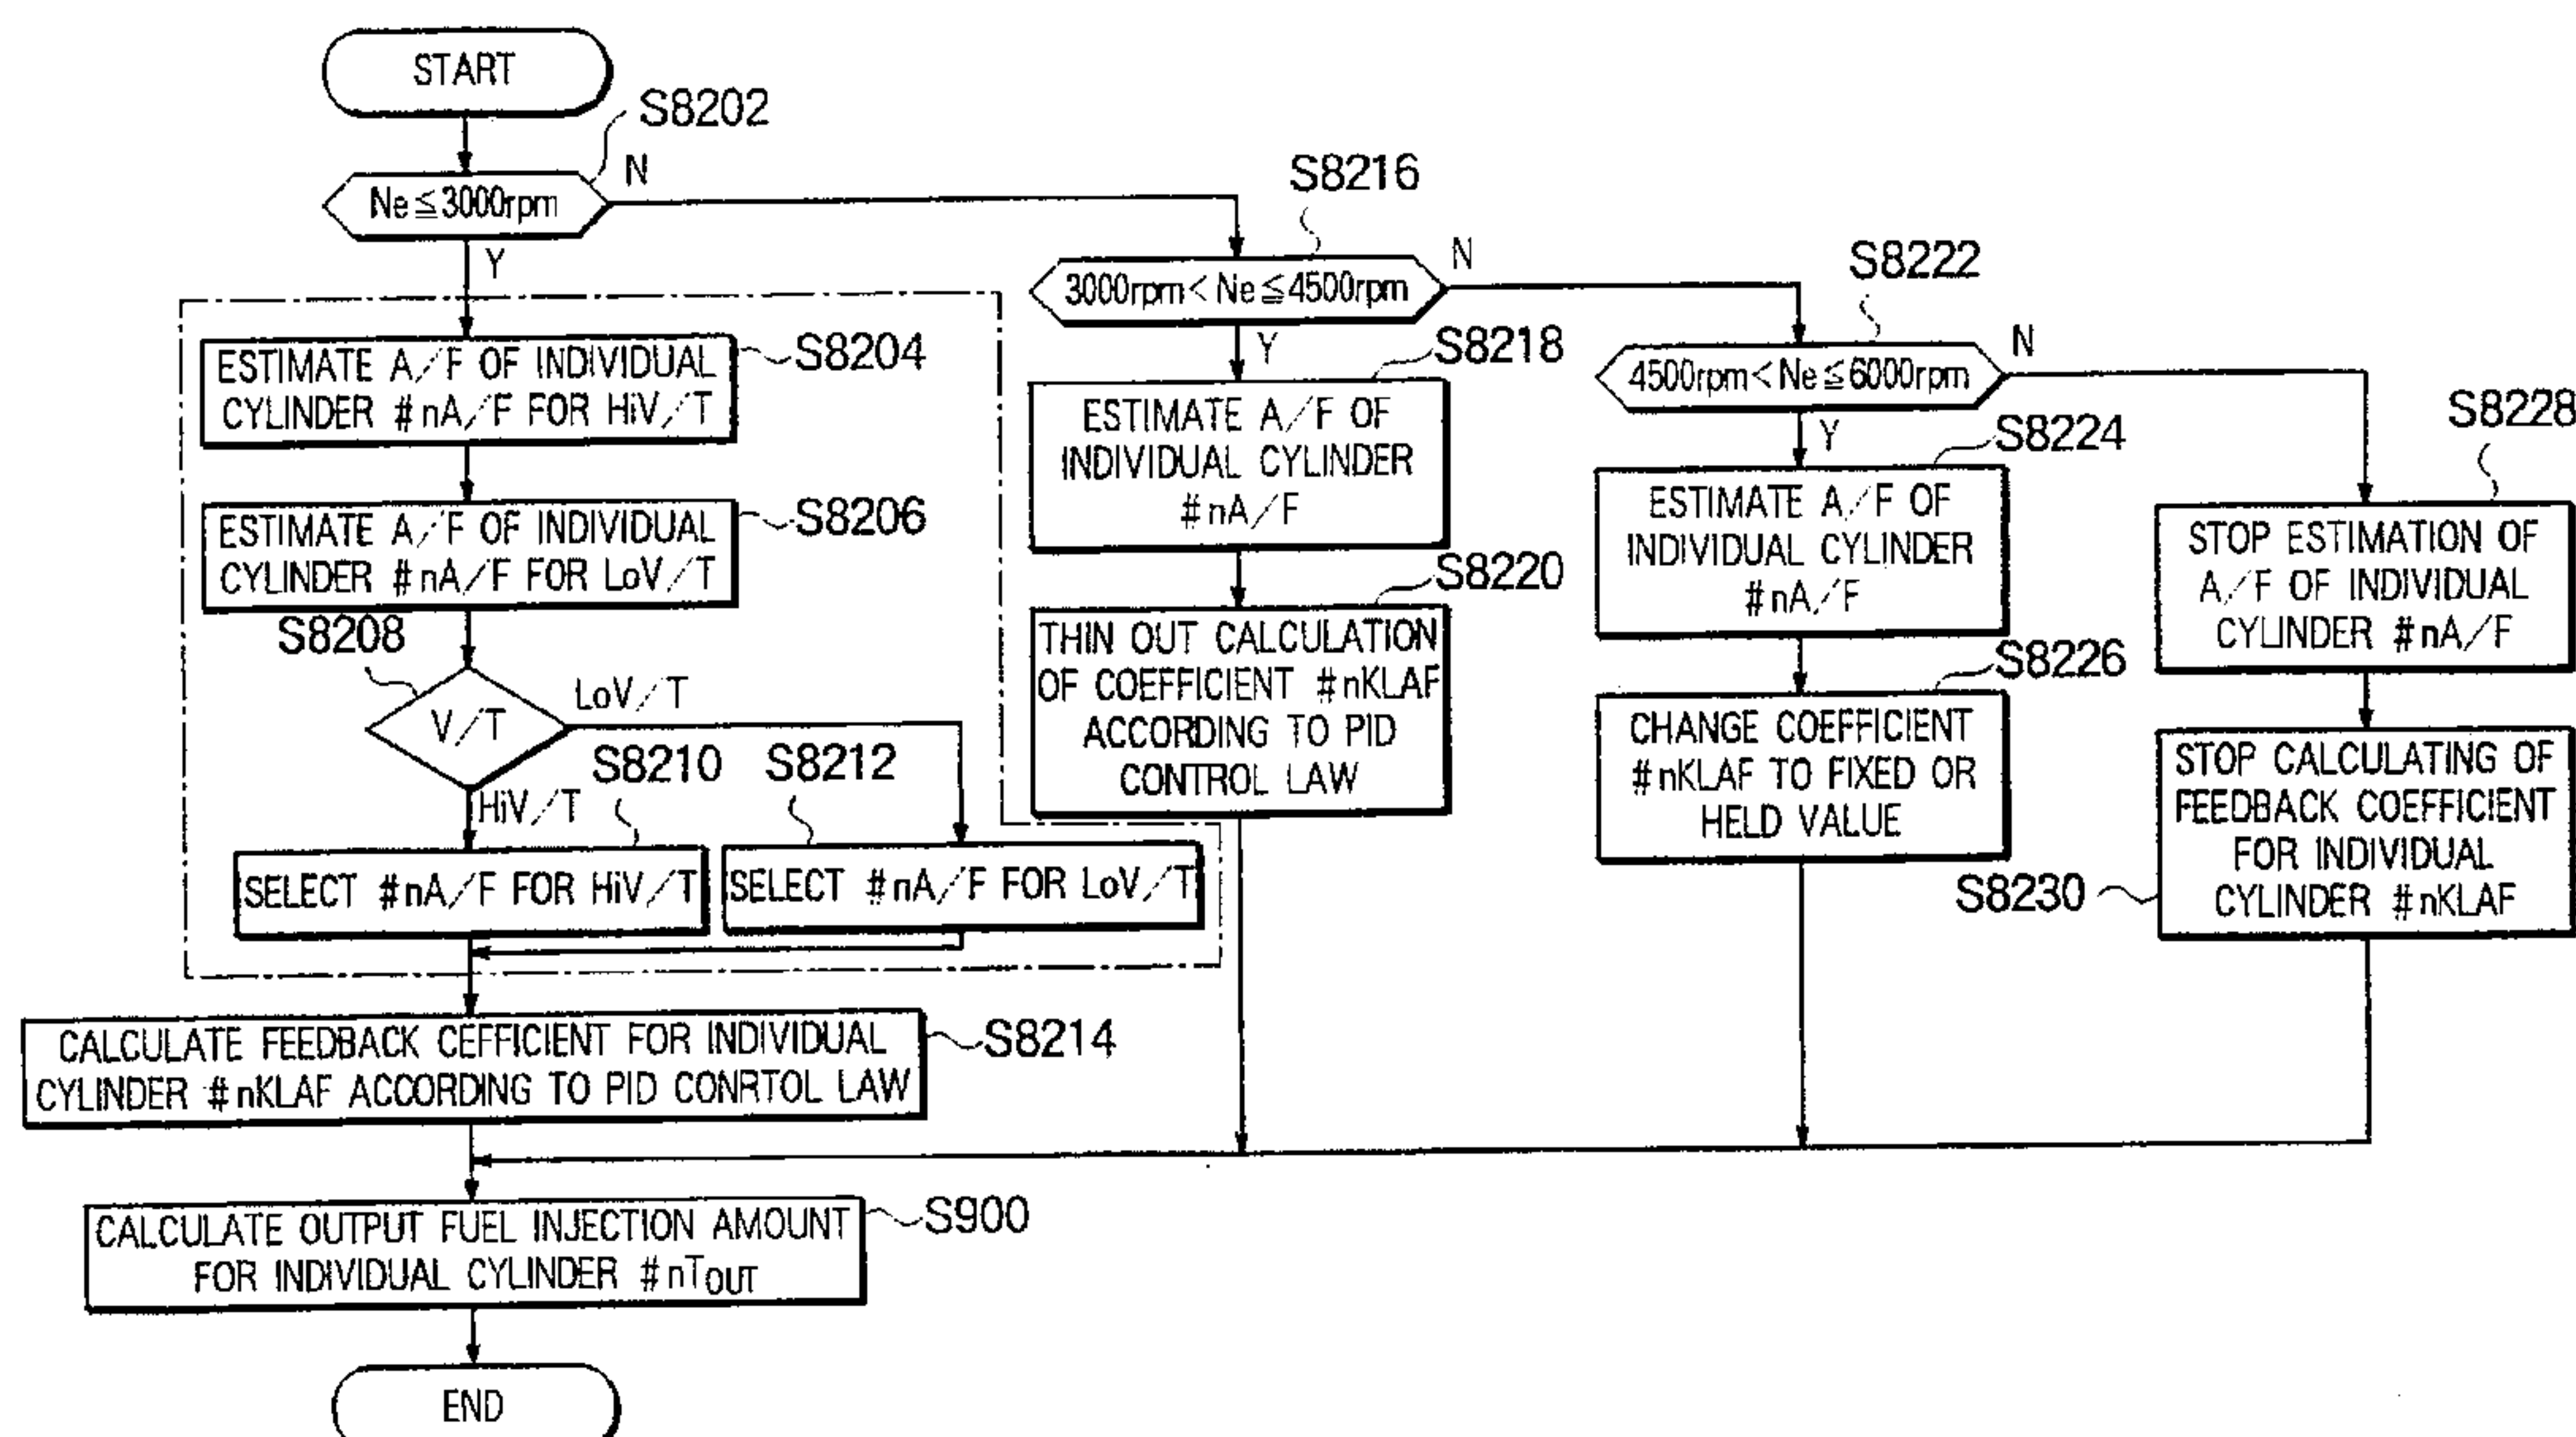 START
S8202
Ne≦3000rpm
N
Y
S8204
ESTIMATE A/F OF INDIVIDUAL
CYLINDER #nA/F FOR HiV/T
S8206
ESTIMATE A/F OF INDIVIDUAL
CYLINDER #nA/F FOR LoV/T
S8208
V/T
LoV/T
HiV/T
S8210
SELECT #nA/F FOR HiV/T
S8212
SELECT #nA/F FOR LoV/T
S8214
CALCULATE FEEDBACK CEFFICIENT FOR INDIVIDUAL
CYLINDER #nKLAF ACCORDING TO PID CONRTOL LAW
S8216
3000rpm<Ne≦4500rpm
N
Y
S8218
ESTIMATE A/F OF
INDIVIDUAL CYLINDER
#nA/F
S8220
THIN OUT CALCULATION
OF COEFFICIENT #nKLAF
ACCORDING TO PID
CONTROL LAW
S8222
4500rpm<Ne≦6000rpm
N
Y
S8224
ESTIMATE A/F OF
INDIVIDUAL CYLINDER
#nA/F
S8226
CHANGE COEFFICIENT
#nKLAF TO FIXED OR
HELD VALUE
S8228
STOP ESTIMATION OF
A/F OF INDIVIDUAL
CYLINDER #nA/F
S8230
STOP CALCULATING OF
FEEDBACK COEFFICIENT
FOR INDIVIDUAL
CYLINDER #nKLAF
S900
CALCULATE OUTPUT FUEL INJECTION AMOUNT
FOR INDIVIDUAL CYLINDER #nTOUT
END